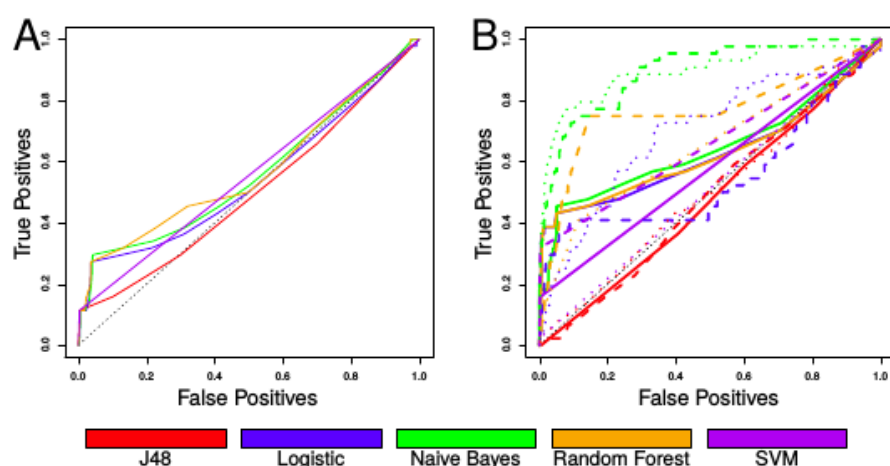 A
B
True Positives
1.0
0.8
0.6
0.4
0.2
0.0
0.0 0.2 0.4 0.6 0.8 1.0
False Positives
True Positives
1.0
0.8
0.6
0.4
0.2
0.0
0.0 0.2 0.4 0.6 0.8 1.0
False Positives
J48 Logistic Naive Bayes Random Forest SVM